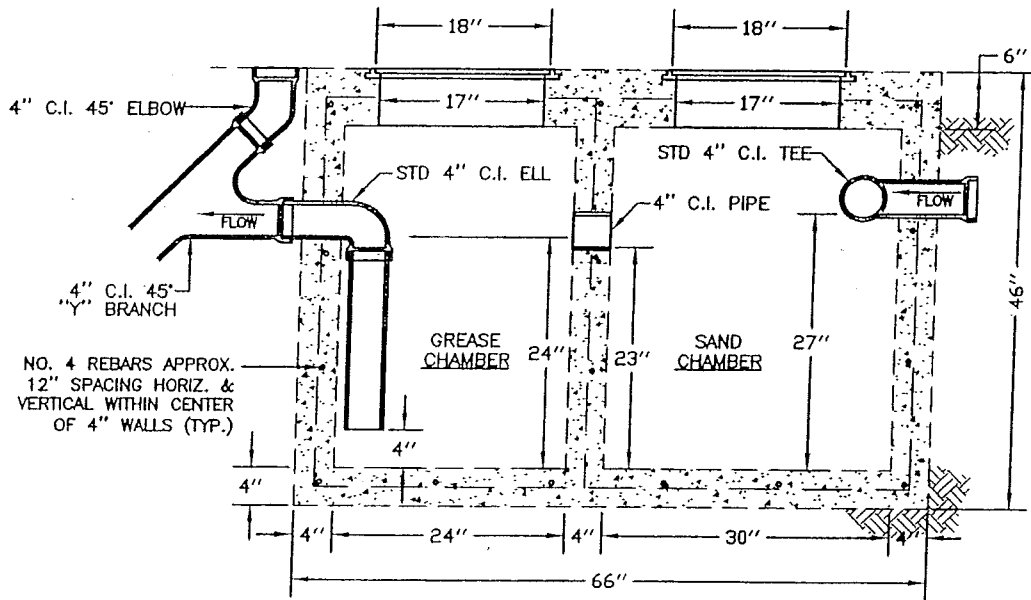 18"
18"
6"
4" C.I. 45° ELBOW
17"
17"
STD 4" C.I. ELL
STD 4" C.I. TEE
4" C.I. PIPE
FLOW
FLOW
4" C.I. 45°
"Y" BRANCH
46"
GREASE
CHAMBER
24"
23"
SAND
CHAMBER
27"
NO. 4 REBARS APPROX.
12" SPACING HORIZ. &
VERTICAL WITHIN CENTER
OF 4" WALLS (TYP.)
4"
4"
4"
24"
4"
30"
4"
66"